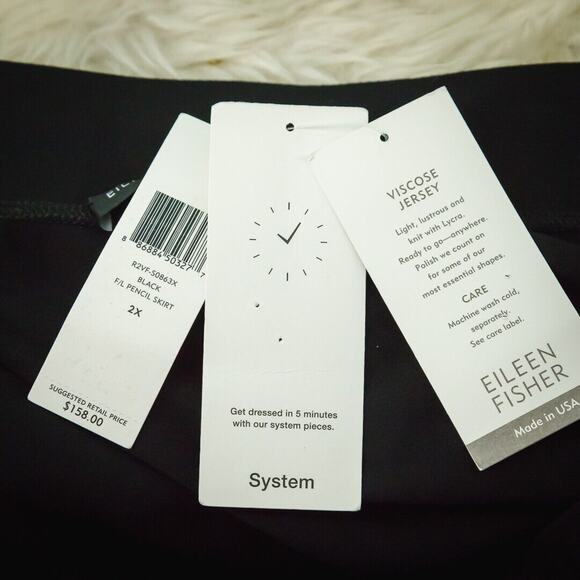 R2VF-S0863X
BLACK
F/L PENCIL SKIRT
2X
SUGGESTED RETAIL PRICE
$158.00
Get dressed in 5 minutes
with our system pieces.
System
VISCOSE
JERSEY
Light, lustrous and
knit with Lycra.
Ready to go—anywhere.
Polish we count on
for some of our
most essential shapes.
CARE
Machine wash cold,
separately.
See care label.
EILEEN
FISHER
Made in USA